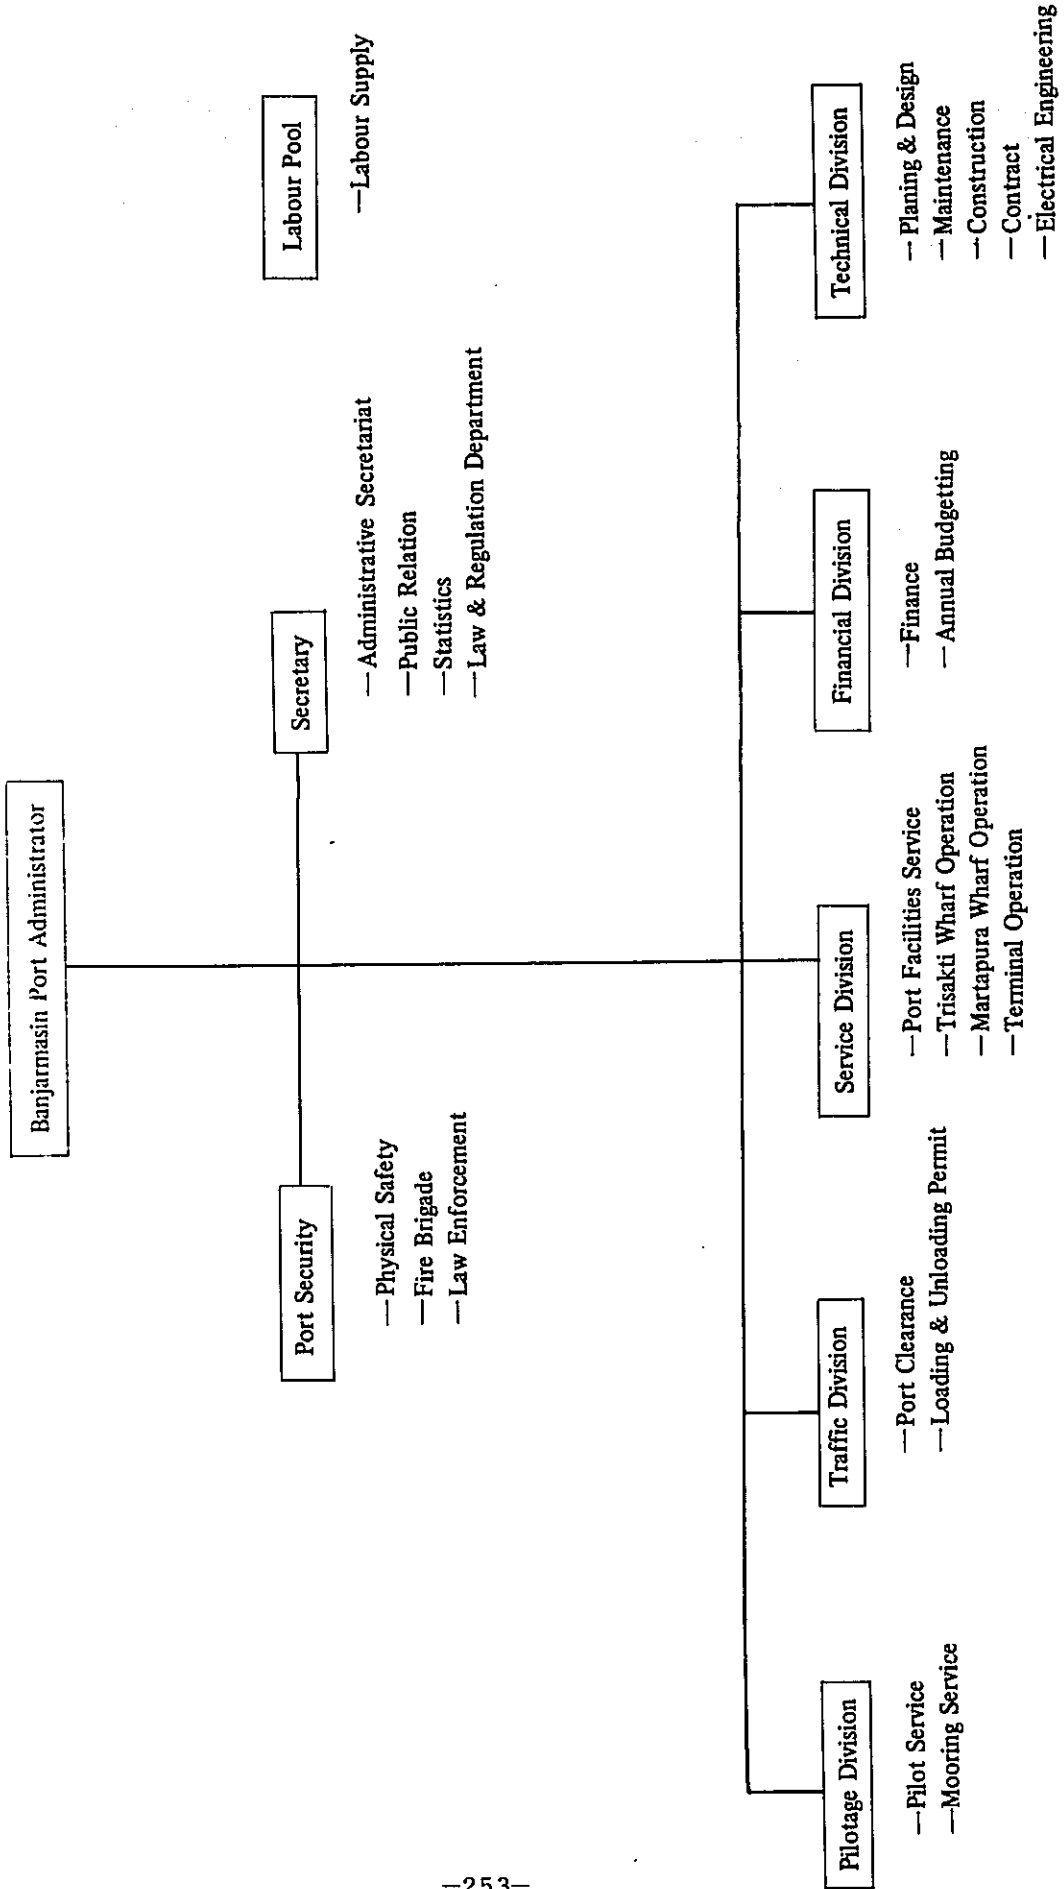 Banjarmasin Port Administrator
Port Security
—Physical Safety
—Fire Brigade
—Law Enforcement
Secretary
—Administrative Secretariat
—Public Relation
—Statistics
—Law & Regulation Department
Labour Pool
—Labour Supply
Pilotage Division
—Pilot Service
—Mooring Service
Traffic Division
—Port Clearance
—Loading & Unloading Permit
Service Division
—Port Facilities Service
—Trisakti Wharf Operation
—Martapura Wharf Operation
—Terminal Operation
Financial Division
—Finance
—Annual Budgetting
Technical Division
—Planing & Design
—Maintenance
—Construction
—Contract
—Electrical Engineering
—253—